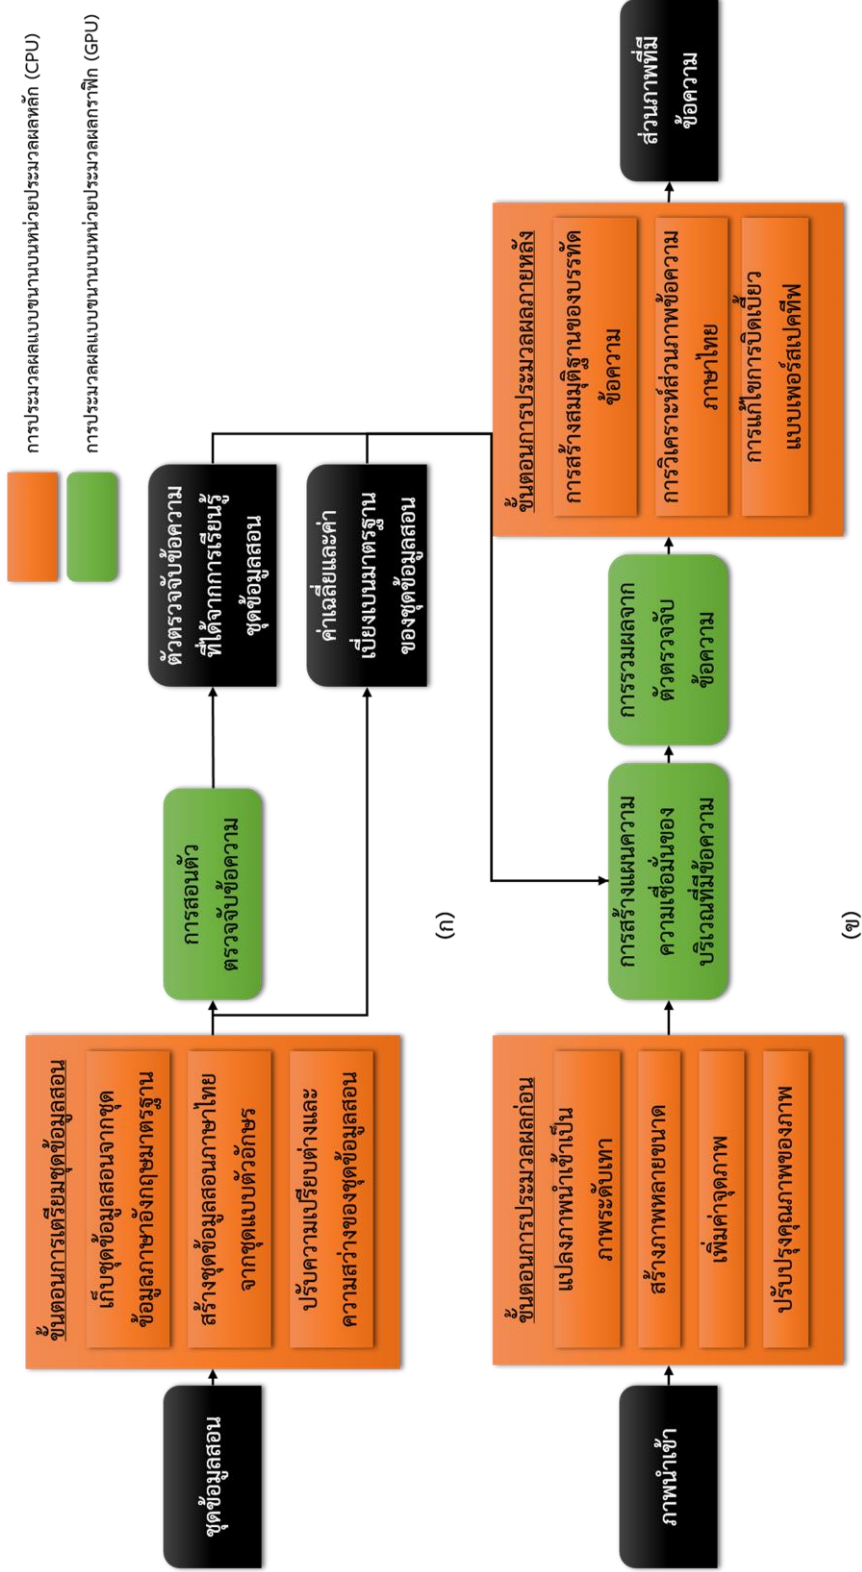 การประมวลผลแบบขนานบนหน่วยประมวลผลหลัก (CPU)
การประมวลผลแบบขนานบนหน่วยประมวลผลกราฟิก (GPU)
ชุดข้อมูลสอน
ขั้นตอนการเตรียมชุดข้อมูลสอน
เก็บชุดข้อมูลสอนจากชุด
ข้อมูลภาษาอังกฤษมาตรฐาน
สร้างชุดข้อมูลสอนภาษาไทย
จากชุดแบบตัวอักษร
ปรับความเปรียบต่างและ
ความสว่างของชุดข้อมูลสอน
การสอนตัว
ตรวจจับข้อความ
ตัวตรวจจับข้อความ
ที่ได้จากการเรียนรู้
ชุดข้อมูลสอน
ค่าเฉลี่ยและค่า
เบี่ยงเบนมาตรฐาน
ของชุดข้อมูลสอน
(ก)
ภาพนำเข้า
ขั้นตอนการประมวลผลก่อน
แปลงภาพนำเข้าเป็น
ภาพระดับเทา
สร้างภาพหลายขนาด
เพิ่มค่าจุดภาพ
ปรับปรุงคุณภาพของภาพ
การสร้างแผนความ
ความเชื่อมั่นของ
บริเวณที่มีข้อความ
การรวมผลจาก
ตัวตรวจจับ
ข้อความ
ขั้นตอนการประมวลผลภายหลัง
การสร้างสมมุติฐานของบรรทัด
ข้อความ
การวิเคราะห์ส่วนภาพข้อความ
ภาษาไทย
การแก้ไขการบิดเบี้ยว
แบบเพอร์สเปคทีฟ
ส่วนภาพที่มี
ข้อความ
(ข)